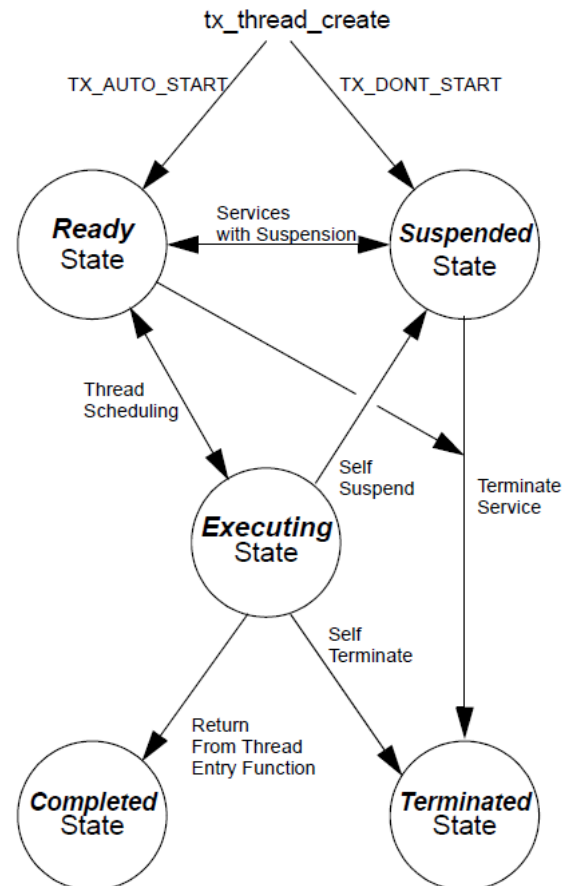 tx_thread_create
TX_AUTO_START
TX_DONT_START
Ready
State
Services
with Suspension
Suspended
State
Thread
Scheduling
Self
Suspend
Terminate
Service
Executing
State
Self
Terminate
Return
From Thread
Entry Function
Completed
State
Terminated
State